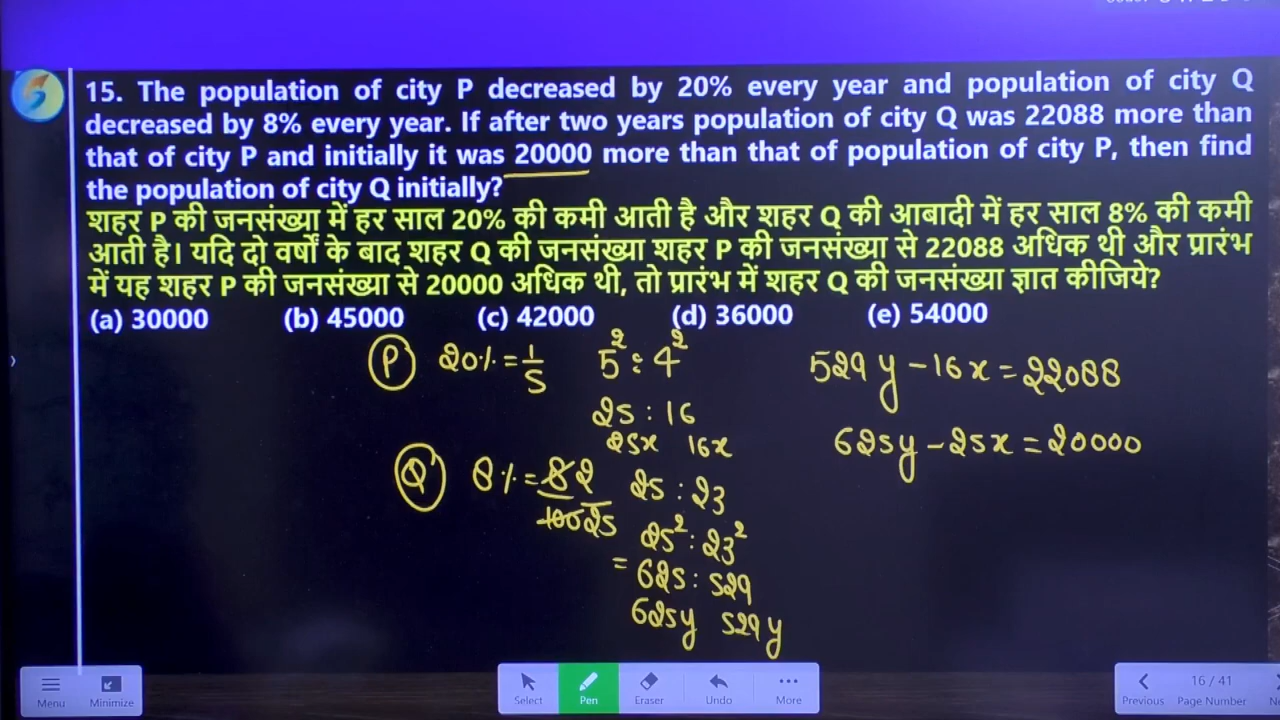 15. The population of city P decreased by 20% every year and population of city Q
decreased by 8% every year. If after two years population of city Q was 22088 more than
that of city P and initially it was 20000 more than that of population of city P, then find
the population of city Q initially?
शहर P की जनसंख्या में हर साल 20% की कमी आती है और शहर Q की आबादी में हर साल 8% की कमी
आती है। यदि दो वर्षों के बाद शहर Q की जनसंख्या शहर P की जनसंख्या से 22088 अधिक थी और प्रारंभ
में यह शहर P की जनसंख्या से 20000 अधिक थी, तो प्रारंभ में शहर Q की जनसंख्या ज्ञात कीजिये?
(a) 30000 (b) 45000 (c) 42000 (d) 36000 (e) 54000
P 20% = 1/5 5² : 4² 529y - 16x = 22088
25 : 16
25x 16x 625y - 25x = 20000
Q 8% = 8/100 2/25 25 : 23
25² : 23²
= 625 : 529
625y 529y
Menu Minimize Select Pen Eraser Undo More Previous 16 / 41 Page Number